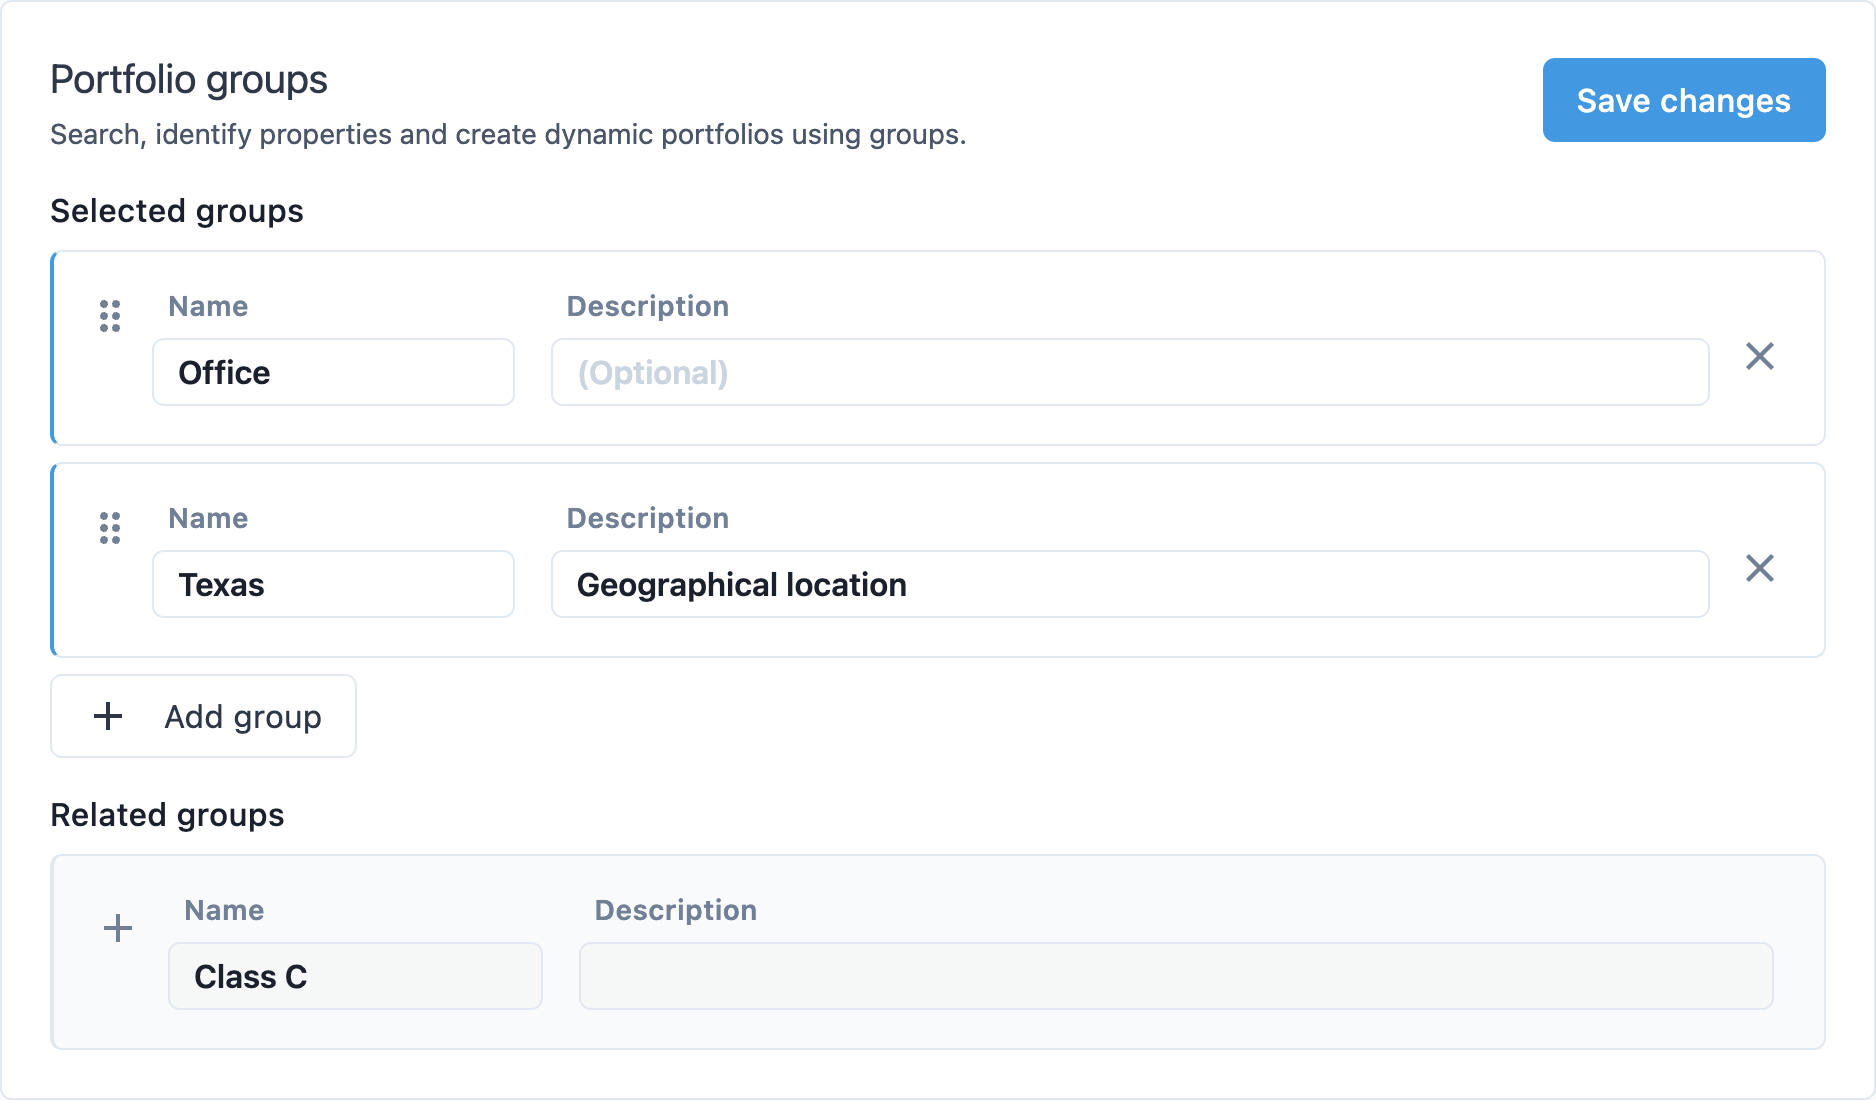 Portfolio groups
Save changes
Search, identify properties and create dynamic portfolios using groups.
Selected groups
Name Description
Office (Optional)
Name Description
Texas Geographical location
Add group
Related groups
Name Description
Class C